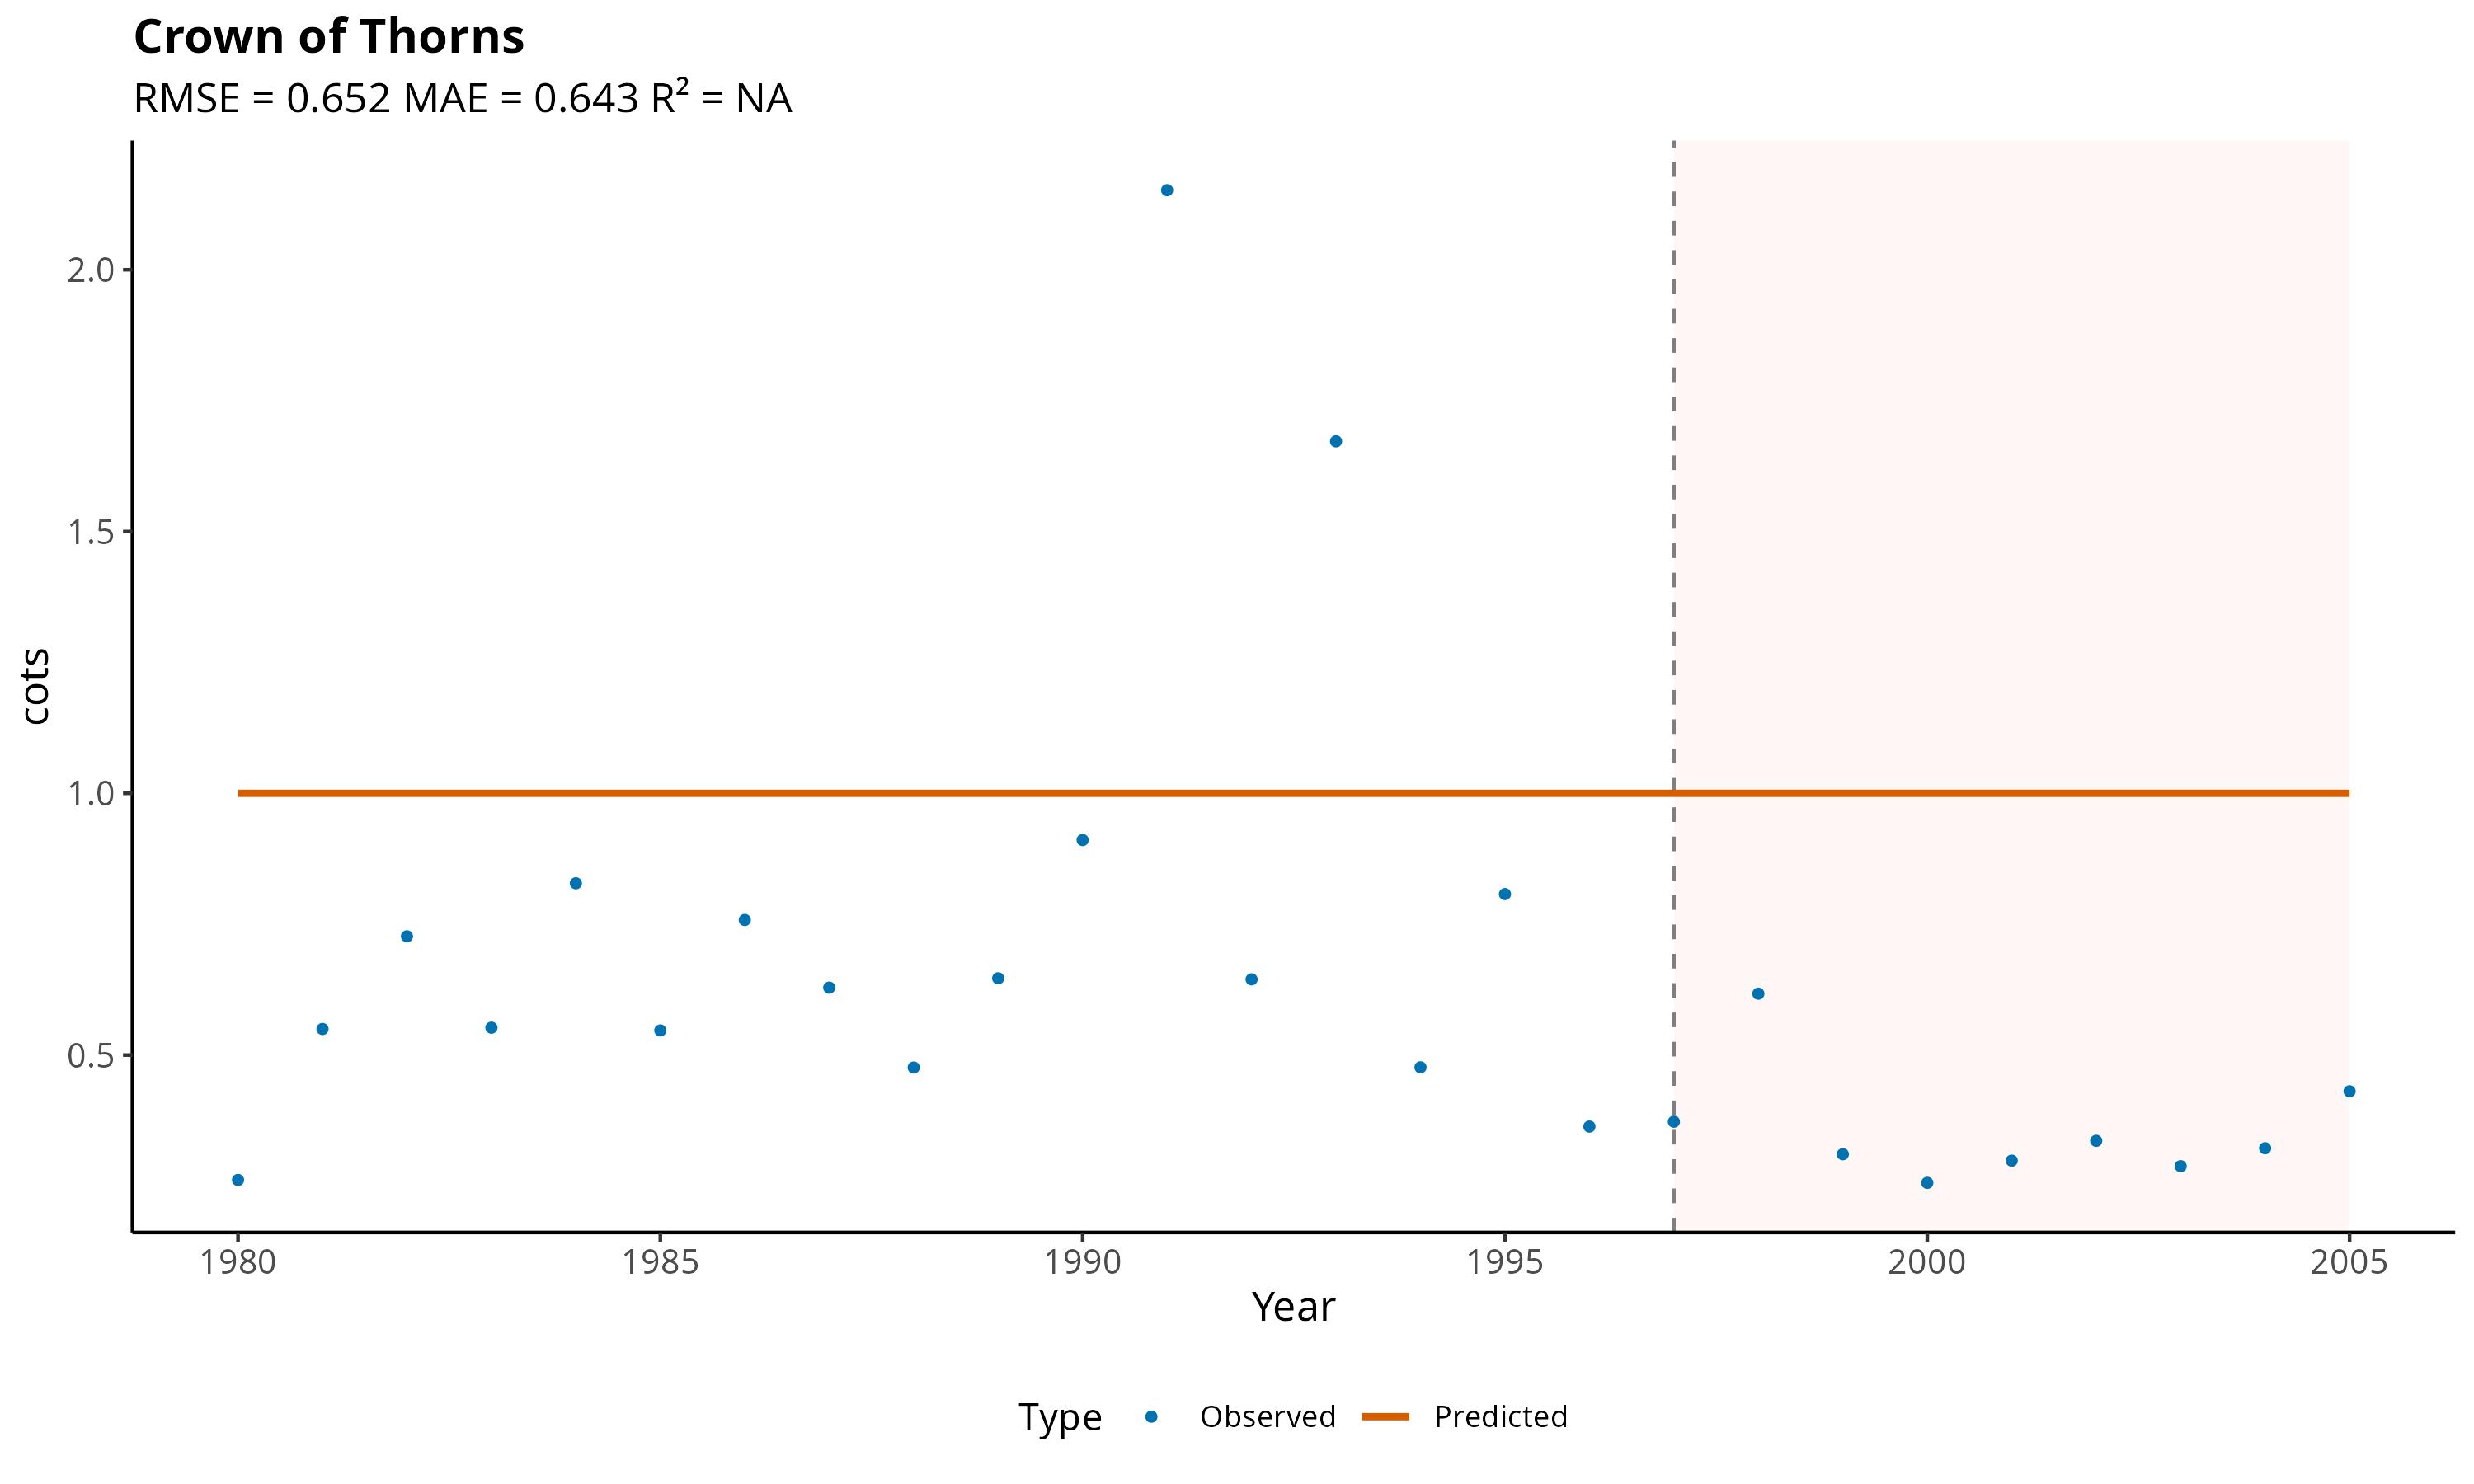 Crown of Thorns
RMSE = 0.652 MAE = 0.643 R² = NA
2.0
1.5
1.0
0.5
cots
1980 1985 1990 1995 2000 2005
Year
Type Observed Predicted